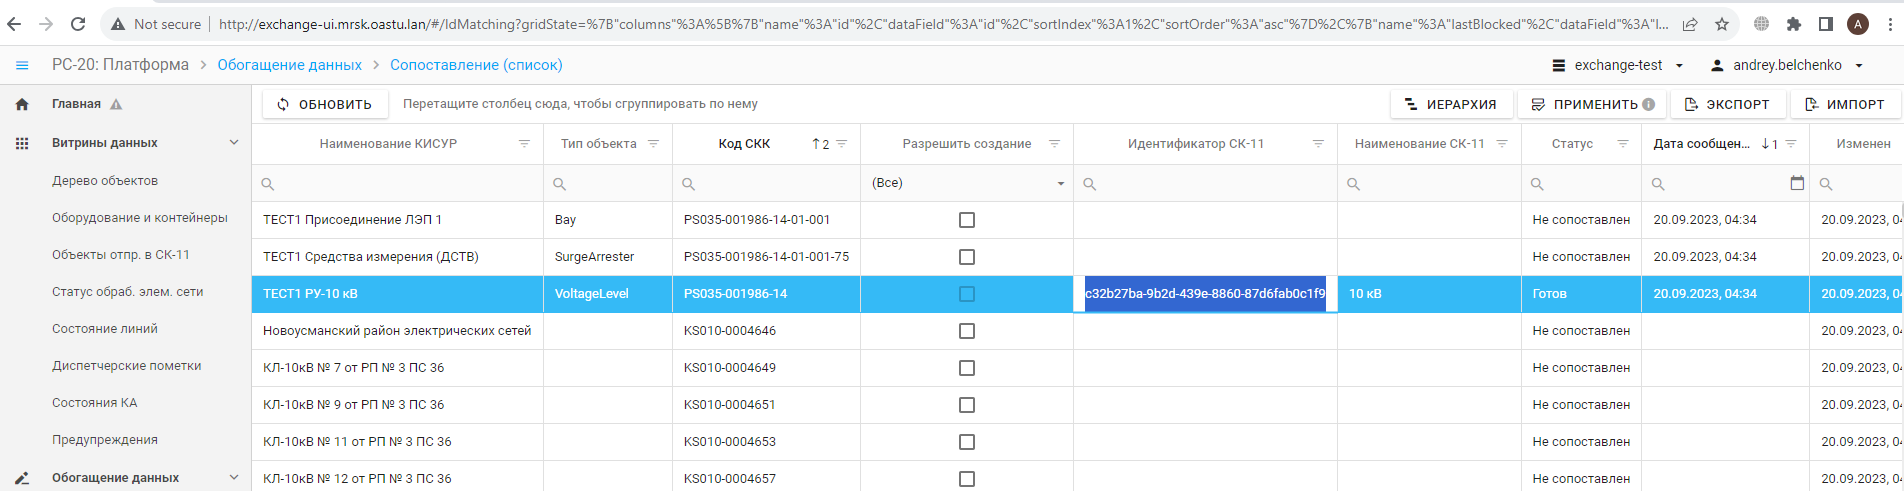 Not secure | http://exchange-ui.mrsk.oastu.lan/#/IdMatching?gridState=%7B"columns"%3A%5B%7B"name"%3A"id"%2C"dataField"%3A"id"%2C"sortIndex"%3A1%2C"sortOrder"%3A"asc"%7D%2C%7B"name"%3A"lastBlocked"%2C"dataField"%3A"l... A
РС-20: Платформа > Обогащение данных > Сопоставление (список) exchange-test andrey.belchenko
Главная ОБНОВИТЬ Перетащите столбец сюда, чтобы сгруппировать по нему ИЕРАРХИЯ ПРИМЕНИТЬ ЭКСПОРТ ИМПОРТ
Витрины данных Наименование КИСУР Тип объекта Код СКК ↑2 Разрешить создание Идентификатор СК-11 Наименование СК-11 Статус Дата сообщен... ↓1 Изменен
Дерево объектов (Все)
Оборудование и контейнеры ТЕСТ1 Присоединение ЛЭП 1 Bay PS035-001986-14-01-001 Не сопоставлен 20.09.2023, 04:34 20.09.2023, 04
Объекты отпр. в СК-11 ТЕСТ1 Средства измерения (ДСТВ) SurgeArrester PS035-001986-14-01-001-75 Не сопоставлен 20.09.2023, 04:34 20.09.2023, 04
Статус обраб. элем. сети ТЕСТ1 РУ-10 кВ VoltageLevel PS035-001986-14 c32b27ba-9b2d-439e-8860-87d6fab0c1f9 10 кВ Готов 20.09.2023, 04:34 20.09.2023, 04
Состояние линий Новоусманский район электрических сетей KS010-0004646 Не сопоставлен 20.09.2023, 04
Диспетчерские пометки КЛ-10кВ № 7 от РП № 3 ПС 36 KS010-0004649 Не сопоставлен 20.09.2023, 04
Состояния КА КЛ-10кВ № 9 от РП № 3 ПС 36 KS010-0004651 Не сопоставлен 20.09.2023, 04
Предупреждения КЛ-10кВ № 11 от РП № 3 ПС 36 KS010-0004653 Не сопоставлен 20.09.2023, 04
Обогащение данных КЛ-10кВ № 12 от РП № 3 ПС 36 KS010-0004657 Не сопоставлен 20.09.2023, 04